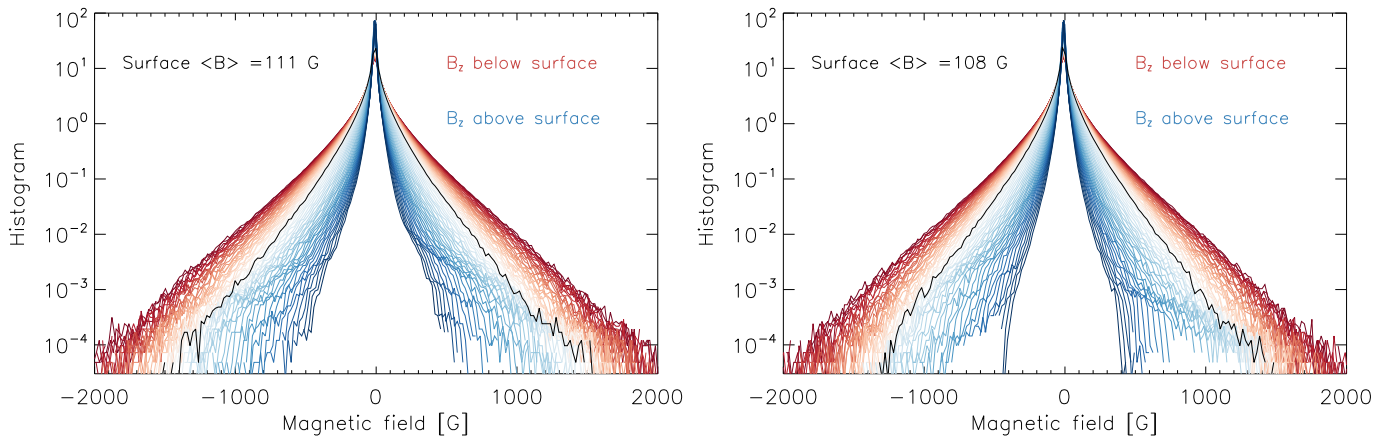 Surface <B> =111 G
B_z below surface
B_z above surface
10^2
10^1
10^0
10^-1
10^-2
10^-3
10^-4
Histogram
−2000
−1000
0
1000
2000
Magnetic field [G]
Surface <B> =108 G
B_z below surface
B_z above surface
10^2
10^1
10^0
10^-1
10^-2
10^-3
10^-4
Histogram
−2000
−1000
0
1000
2000
Magnetic field [G]